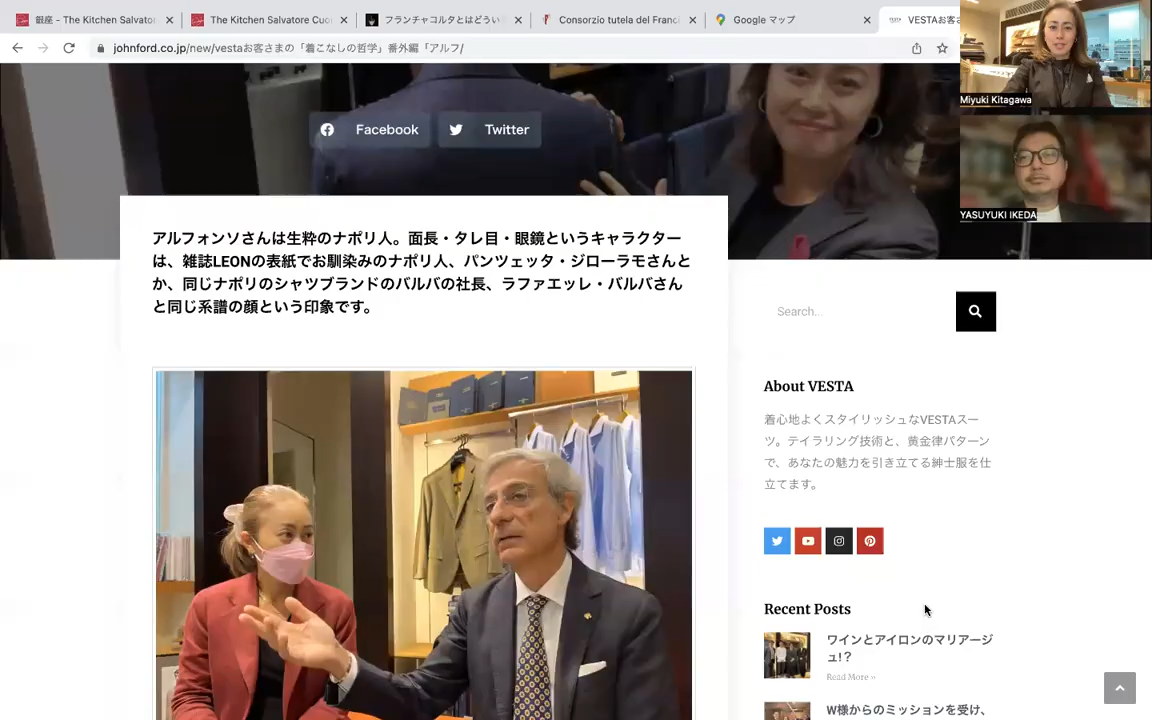 銀座 - The Kitchen Salvator
The Kitchen Salvatore Cuo
フランチャコルタとはどうい
Consorzio tutela del Franci
Google マップ
VESTAお客さ
johnford.co.jp/new/vestaお客さまの「着こなしの哲学」番外編「アルフ/
Miyuki Kitagawa
YASUYUKI IKEDA
Facebook
Twitter
アルフォンソさんは生粋のナポリ人。面長・タレ目・眼鏡というキャラクター
は、雑誌LEONの表紙でお馴染みのナポリ人、パンツェッタ・ジローラモさんと
か、同じナポリのシャツブランドのバルバの社長、ラファエッレ・バルバさん
と同じ系譜の顔という印象です。
Search...
About VESTA
着心地よくスタイリッシュなVESTAスー
ツ。テイラリング技術と、黄金律パターン
で、あなたの魅力を引き立てる紳士服を仕
立てます。
Recent Posts
ワインとアイロンのマリアージ
ュ!？
Read More »
W様からのミッションを受け、